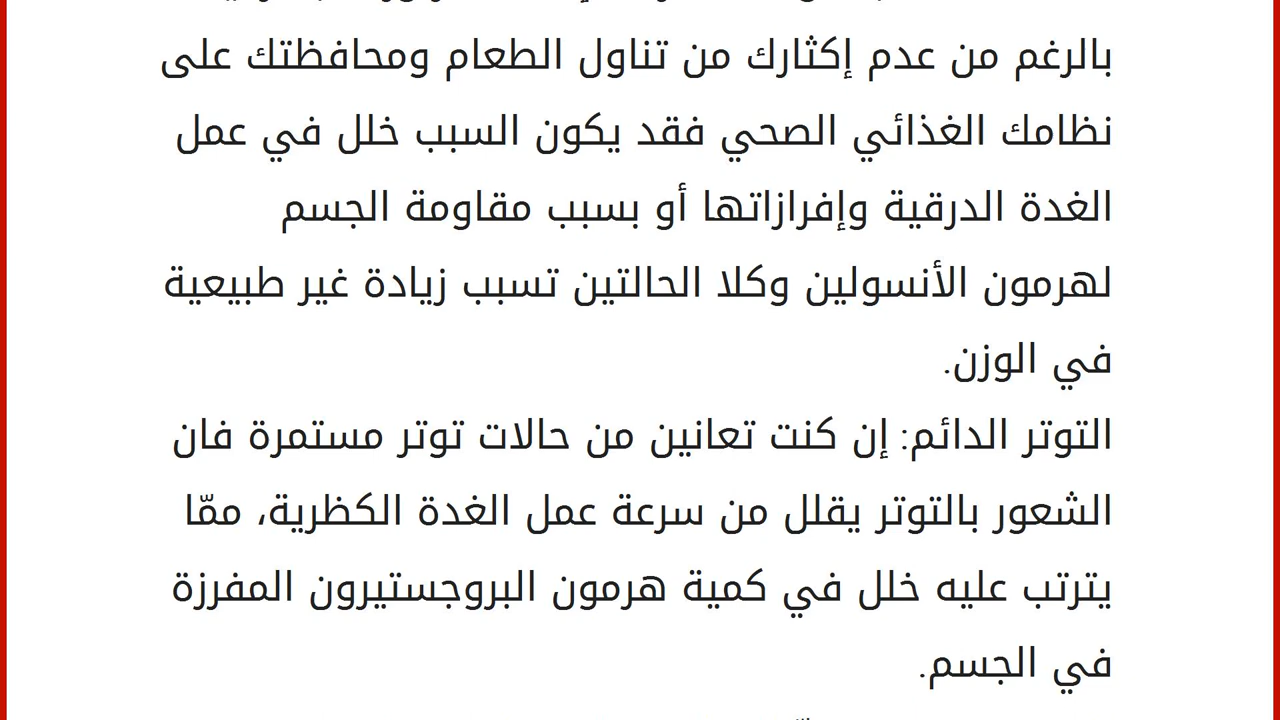 بالرغم من عدم إكثارك من تناول الطعام ومحافظتك على
نظامك الغذائي الصحي فقد يكون السبب خلل في عمل
الغدة الدرقية وإفرازاتها أو بسبب مقاومة الجسم
لهرمون الأنسولين وكلا الحالتين تسبب زيادة غير طبيعية
في الوزن.
التوتر الدائم: إن كنت تعانين من حالات توتر مستمرة فان
الشعور بالتوتر يقلل من سرعة عمل الغدة الكظرية، ممّا
يترتب عليه خلل في كمية هرمون البروجستيرون المفرزة
في الجسم.